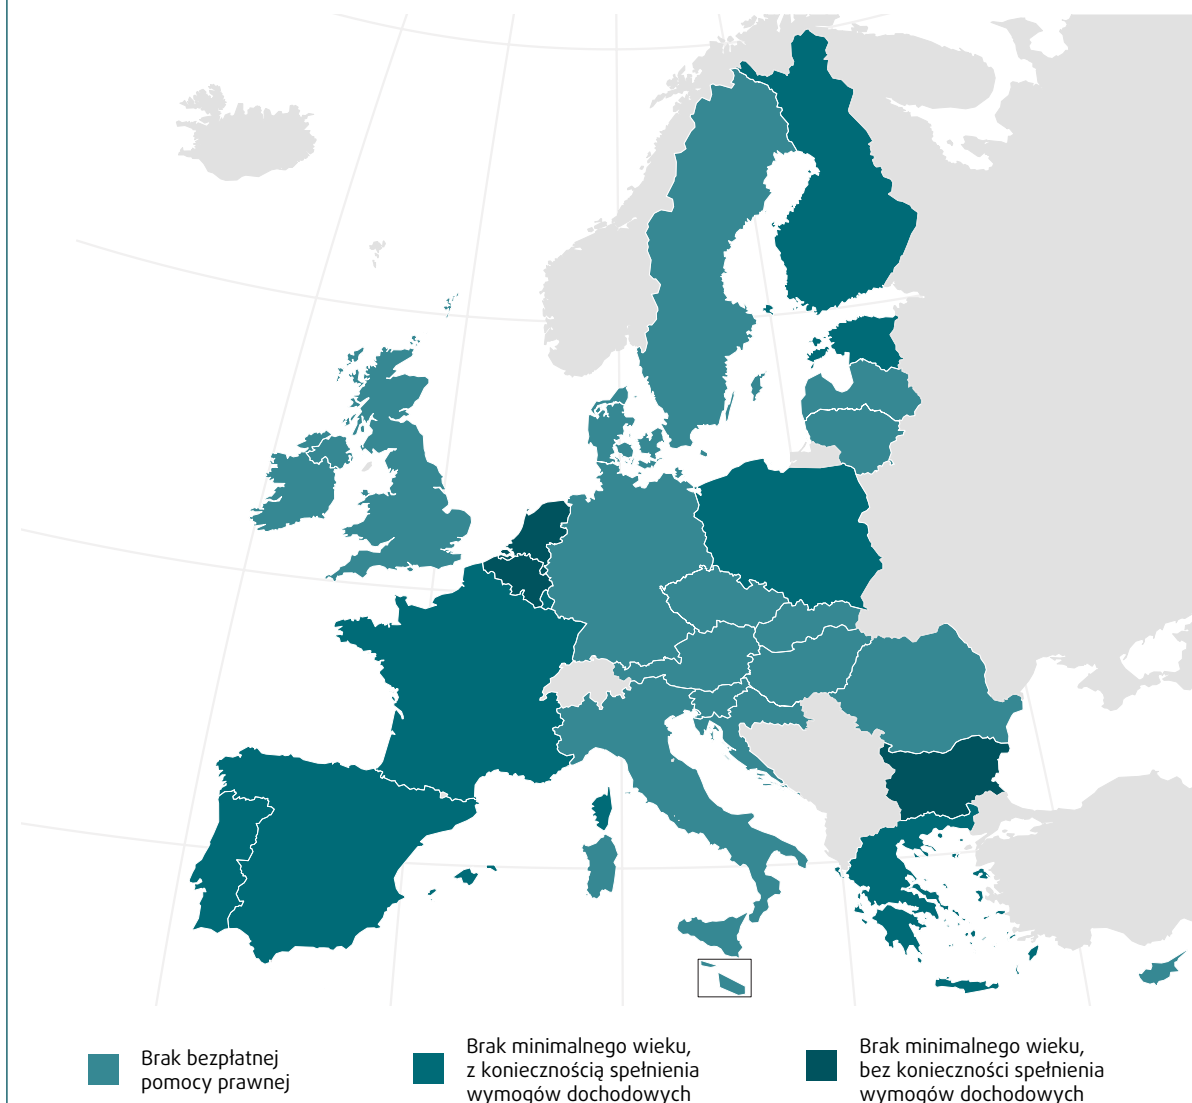 Brak bezpłatnej
pomocy prawnej
Brak minimalnego wieku,
z koniecznością spełnienia
wymogów dochodowych
Brak minimalnego wieku,
bez konieczności spełnienia
wymogów dochodowych